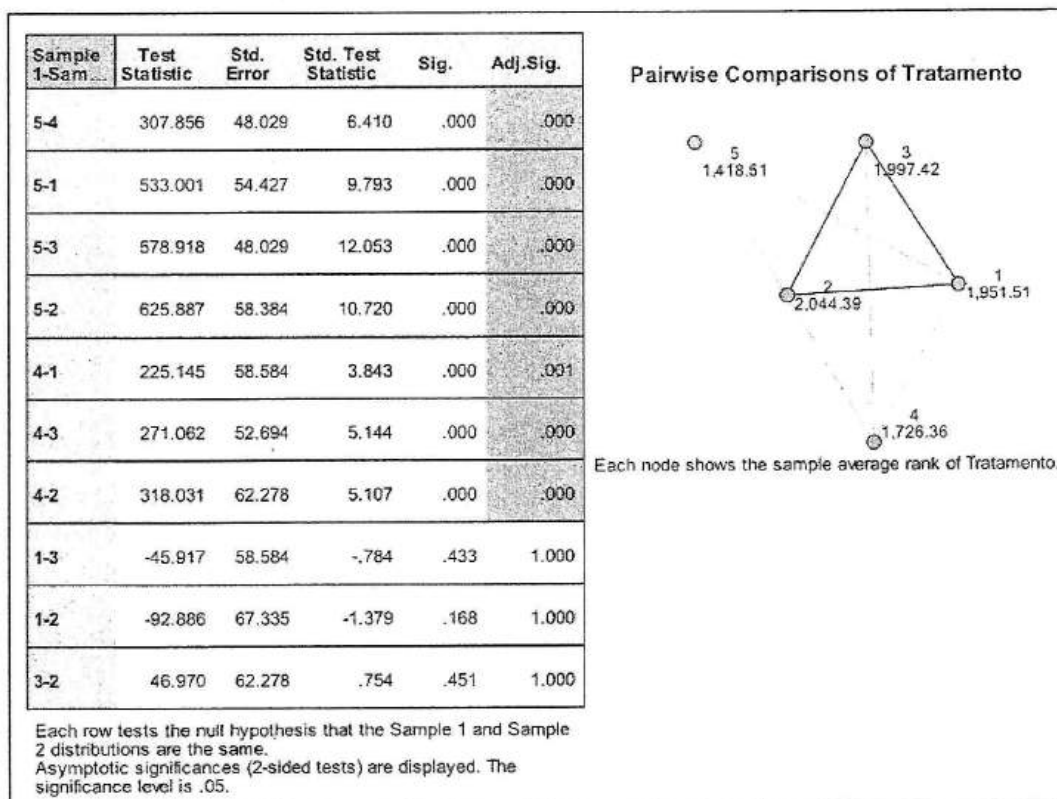 Sample 1-Sam... Test Statistic Std. Error Std. Test Statistic Sig. Adj.Sig.
5-4 307.856 48.029 6.410 .000 .000
5-1 533.001 54.427 9.793 .000 .000
5-3 578.918 48.029 12.053 .000 .000
5-2 625.887 58.384 10.720 .000 .000
4-1 225.145 58.584 3.843 .000 .001
4-3 271.062 52.694 5.144 .000 .000
4-2 318.031 62.278 5.107 .000 .000
1-3 -45.917 58.584 -.784 .433 1.000
1-2 -92.886 67.335 -1.379 .168 1.000
3-2 46.970 62.278 .754 .451 1.000
Each row tests the null hypothesis that the Sample 1 and Sample
2 distributions are the same.
Asymptotic significances (2-sided tests) are displayed. The
significance level is .05.
Pairwise Comparisons of Tratamento
5
1,418.51
3
1,997.42
1
1,951.51
2
2,044.39
4
1,726.36
Each node shows the sample average rank of Tratamento.